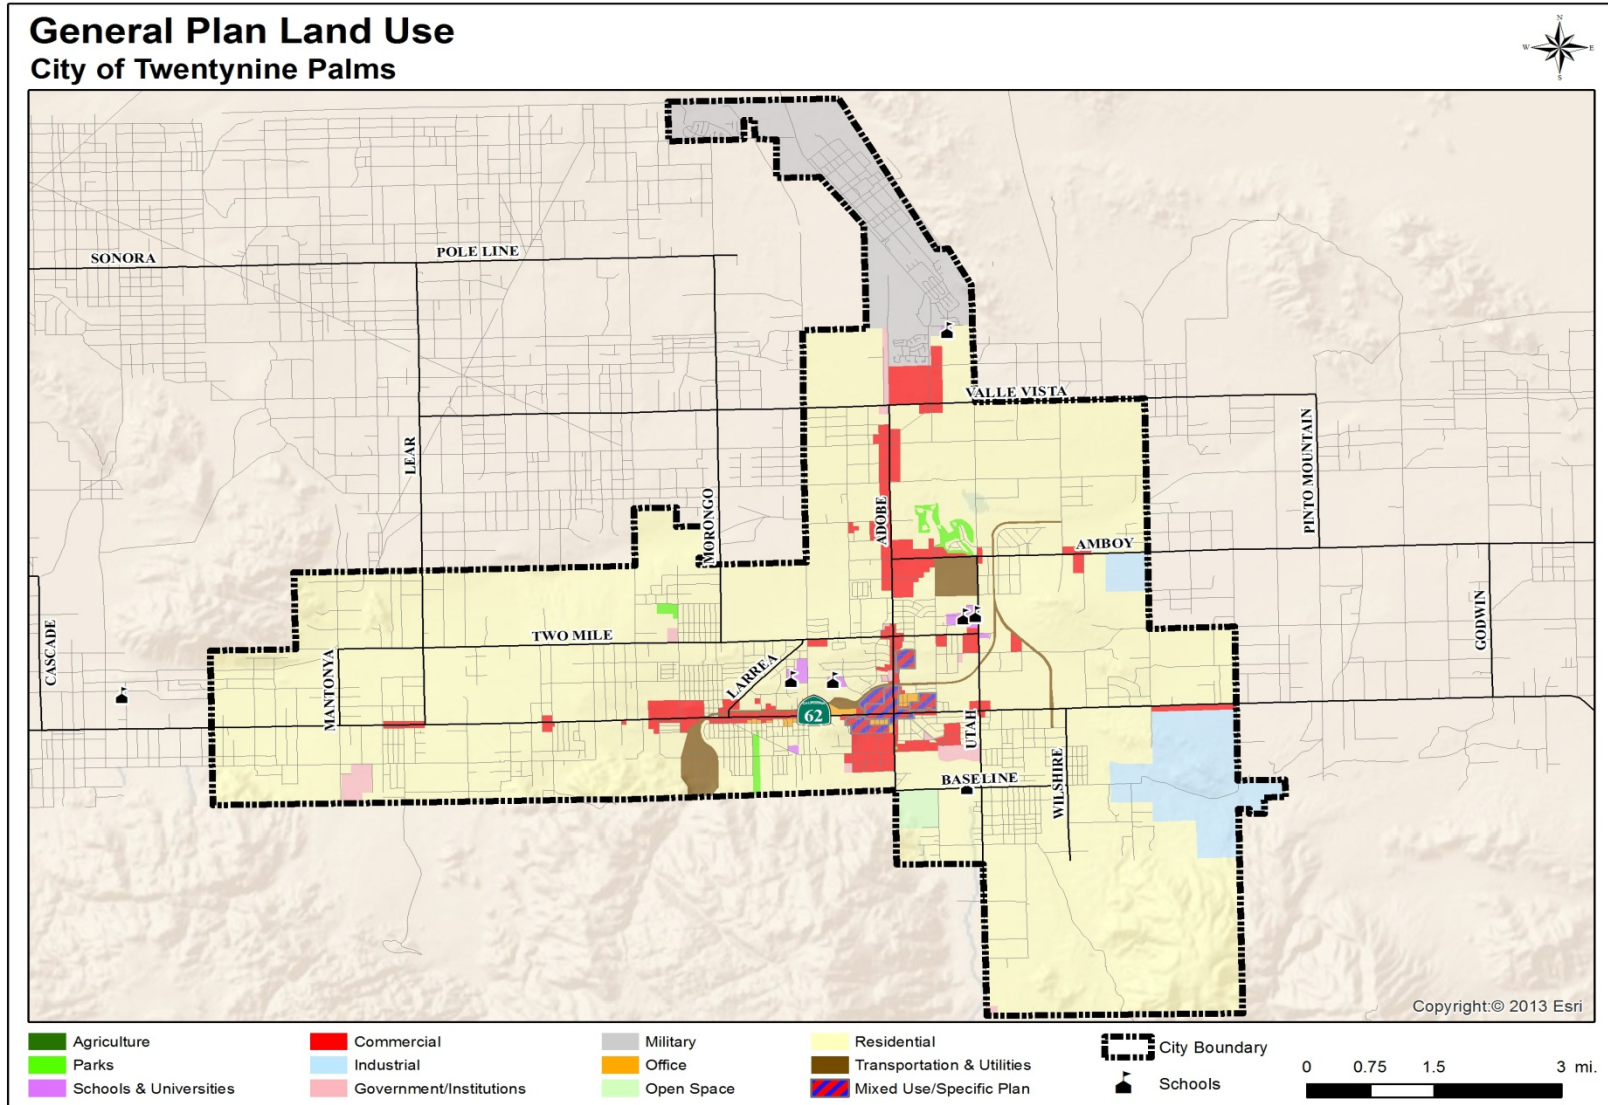 General Plan Land Use
City of Twentynine Palms
N
W E
S
SONORA
POLE LINE
VALLE VISTA
LEAR
MORONGO
ADOBE
PINTO MOUNTAIN
AMBOY
CASCADE
MANTONYA
TWO MILE
LARREA
62
UTAH
GODWIN
BASELINE
WILSHIRE
Copyright:© 2013 Esri
Agriculture
Parks
Schools & Universities
Commercial
Industrial
Government/Institutions
Military
Office
Open Space
Residential
Transportation & Utilities
Mixed Use/Specific Plan
City Boundary
Schools
0 0.75 1.5 3 mi.